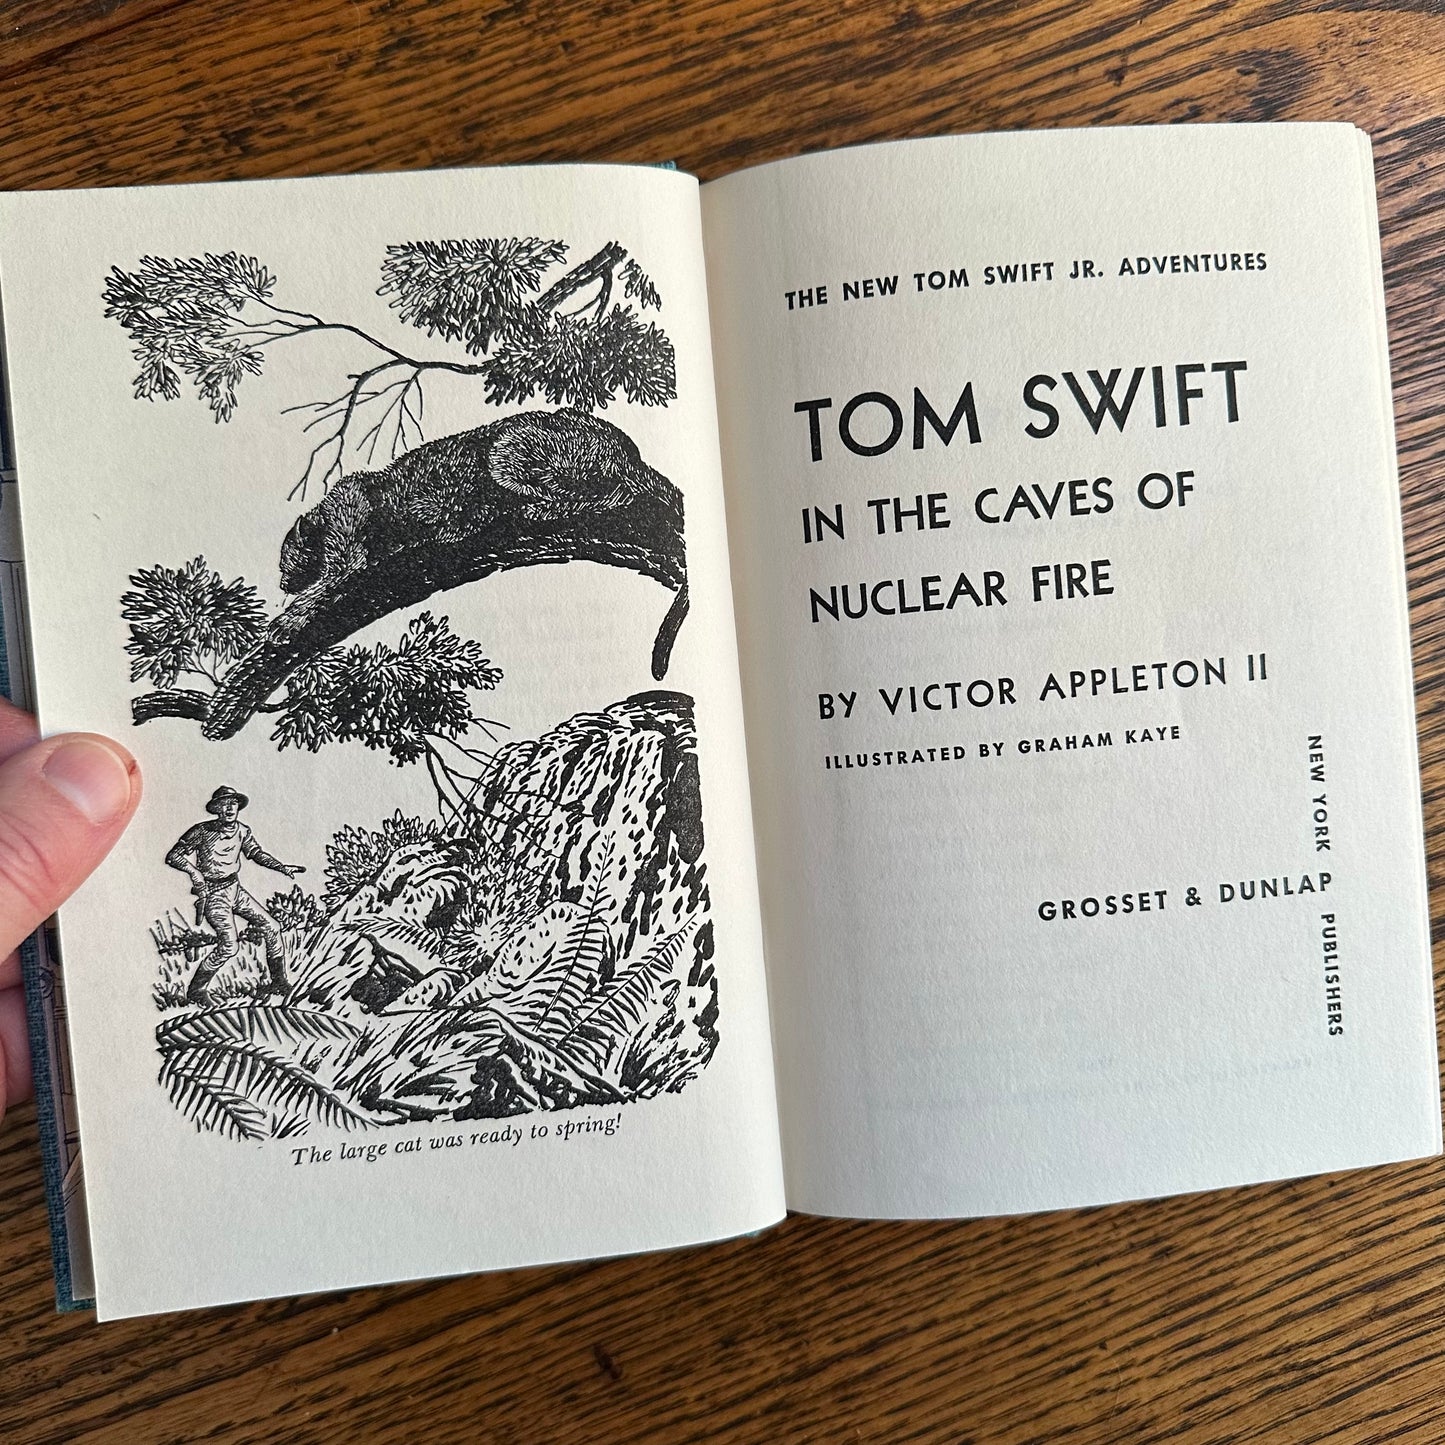 The large cat was ready to spring!
THE NEW TOM SWIFT JR. ADVENTURES
TOM SWIFT
IN THE CAVES OF
NUCLEAR FIRE
BY VICTOR APPLETON II
ILLUSTRATED BY GRAHAM KAYE
GROSSET & DUNLAP
NEW YORK PUBLISHERS